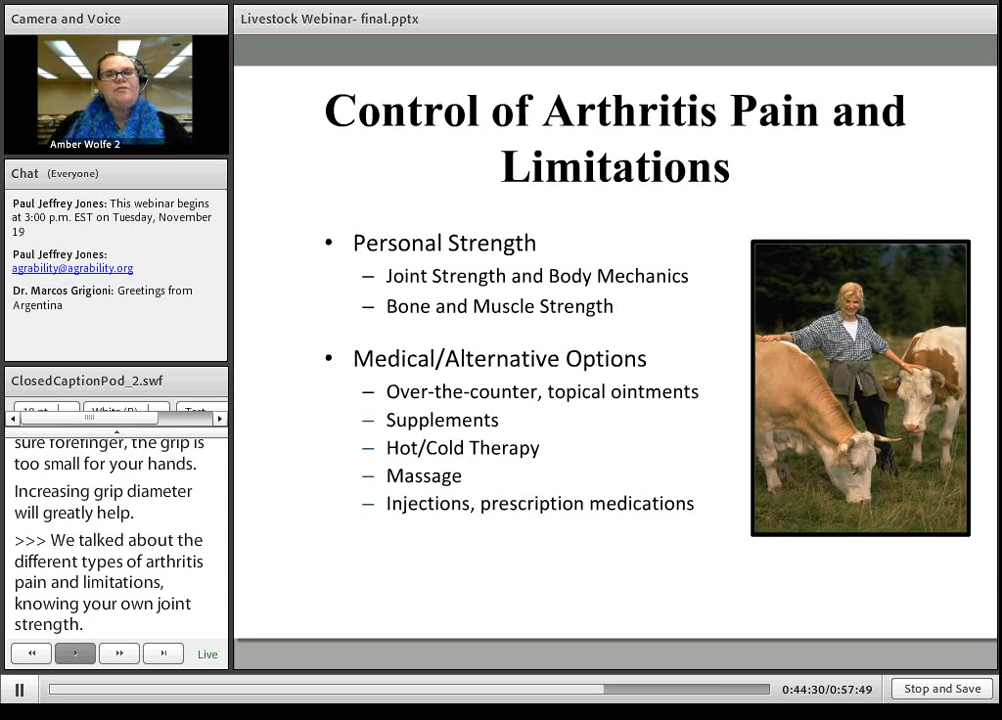 Camera and Voice
Amber Wolfe 2
Chat (Everyone)
Paul Jeffrey Jones: This webinar begins
at 3:00 p.m. EST on Tuesday, November
19
Paul Jeffrey Jones:
agrability@agrability.org
Dr. Marcos Grigioni: Greetings from
Argentina
ClosedCaptionPod_2.swf
sure forefinger, the grip is
too small for your hands.
Increasing grip diameter
will greatly help.
>>> We talked about the
different types of arthritis
pain and limitations,
knowing your own joint
strength.
Live
Livestock Webinar- final.pptx
Control of Arthritis Pain and
Limitations
• Personal Strength
– Joint Strength and Body Mechanics
– Bone and Muscle Strength
• Medical/Alternative Options
– Over-the-counter, topical ointments
– Supplements
– Hot/Cold Therapy
– Massage
– Injections, prescription medications
0:44:30/0:57:49
Stop and Save